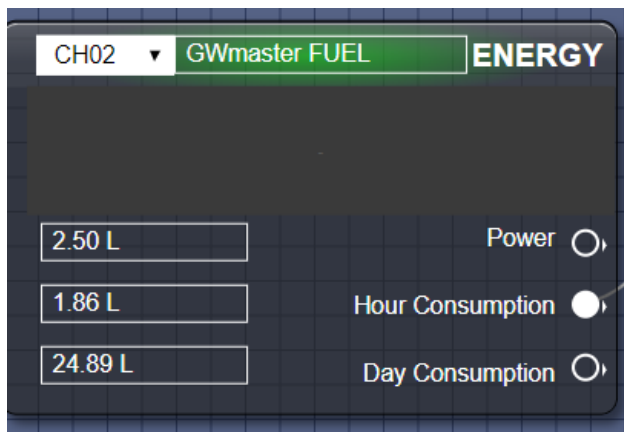 CH02 ▼ GWmaster FUEL ENERGY
-
2.50 L Power
1.86 L Hour Consumption
24.89 L Day Consumption